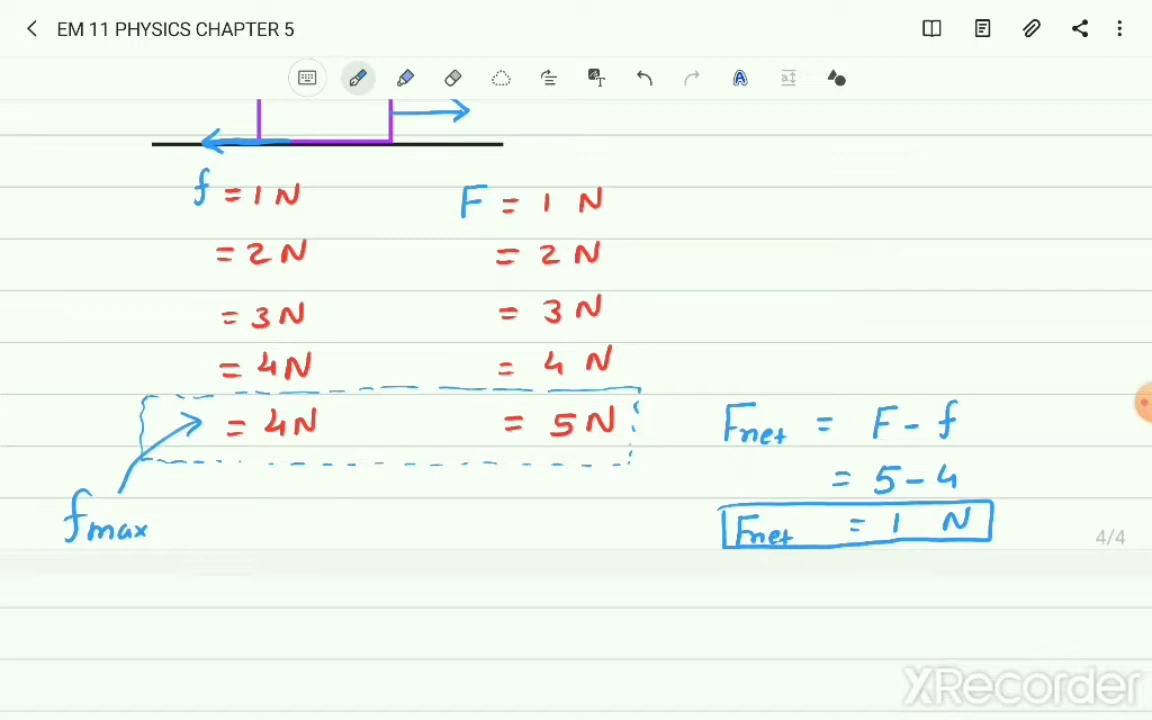 EM 11 PHYSICS CHAPTER 5
f = 1 N F = 1 N
= 2 N = 2 N
= 3 N = 3 N
= 4 N = 4 N
= 4 N = 5 N
fmax
Fnet = F - f
= 5 - 4
Fnet = 1 N
4/4
XRecorder